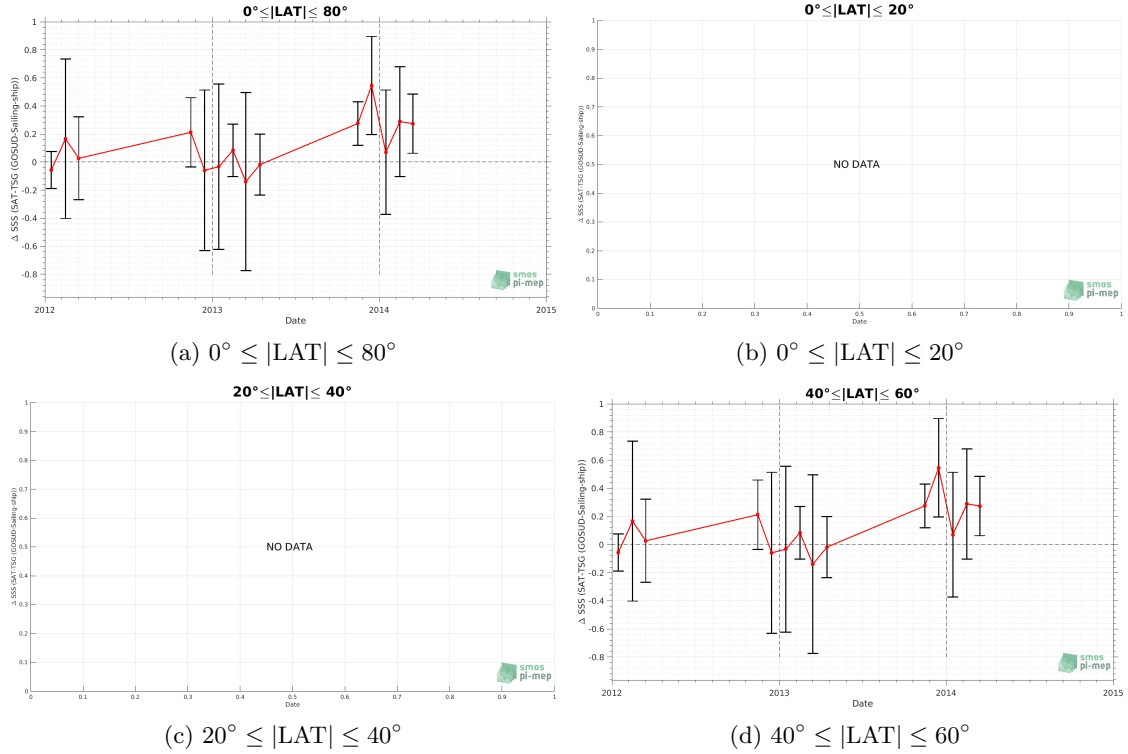 0°≤|LAT|≤ 80°
1
0.8
0.6
0.4
0.2
0
-0.2
-0.4
-0.6
-0.8
Δ SSS (SAT-TSG (GOSUD-Sailing-ship))
2012
2013
2014
2015
Date
smos
pi-mep
(a) 0° ≤ |LAT| ≤ 80°
0°≤|LAT|≤ 20°
1
0.9
0.8
0.7
0.6
0.5
0.4
0.3
0.2
0.1
0
Δ SSS (SAT-TSG (GOSUD-Sailing-ship))
NO DATA
0
0.1
0.2
0.3
0.4
0.5
0.6
0.7
0.8
0.9
1
Date
smos
pi-mep
(b) 0° ≤ |LAT| ≤ 20°
20°≤|LAT|≤ 40°
1
0.9
0.8
0.7
0.6
0.5
0.4
0.3
0.2
0.1
0
Δ SSS (SAT-TSG (GOSUD-Sailing-ship))
NO DATA
0
0.1
0.2
0.3
0.4
0.5
0.6
0.7
0.8
0.9
1
Date
smos
pi-mep
(c) 20° ≤ |LAT| ≤ 40°
40°≤|LAT|≤ 60°
1
0.8
0.6
0.4
0.2
0
-0.2
-0.4
-0.6
-0.8
Δ SSS (SAT-TSG (GOSUD-Sailing-ship))
2012
2013
2014
2015
Date
smos
pi-mep
(d) 40° ≤ |LAT| ≤ 60°